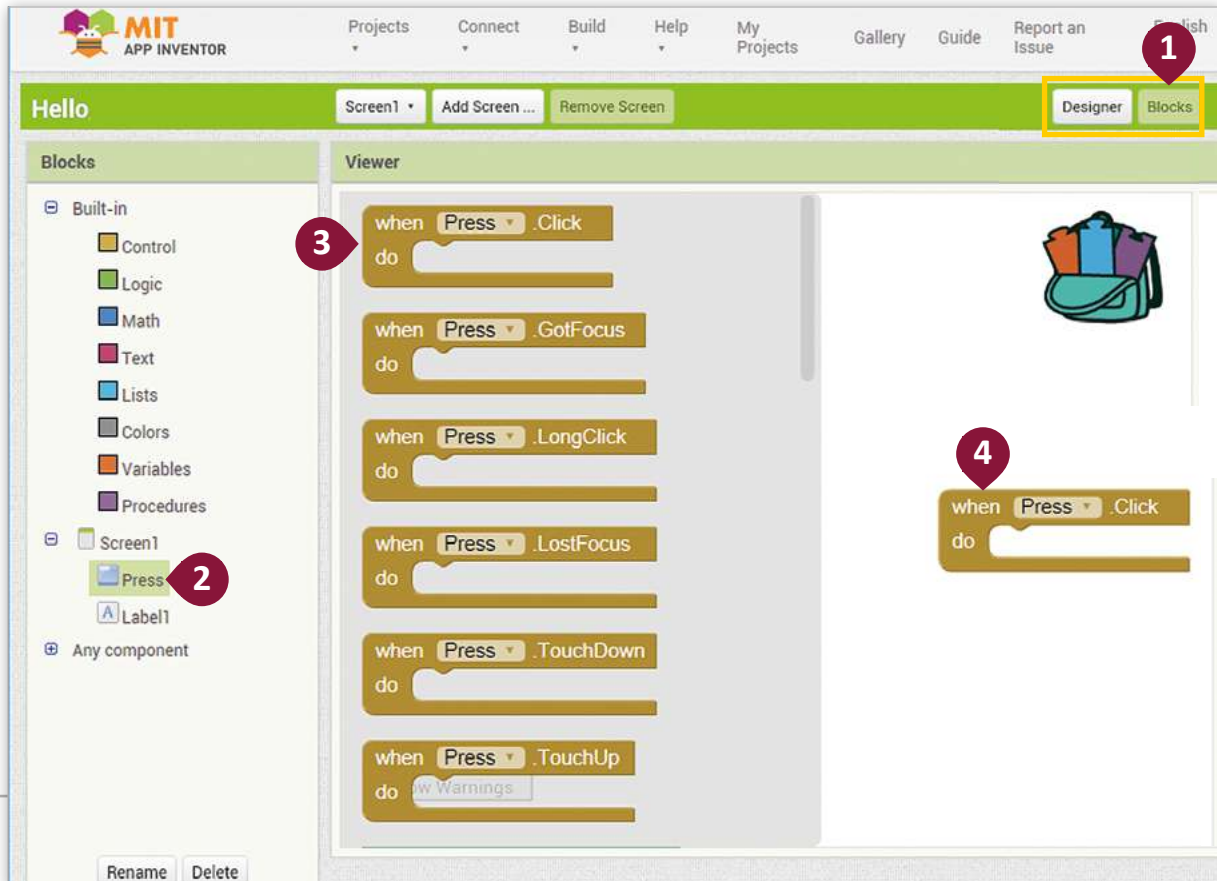 MIT
APP INVENTOR
Projects
Connect
Build
Help
My
Projects
Gallery
Guide
Report an
Issue
1
Hello
Screen1
Add Screen ...
Remove Screen
Designer
Blocks
Blocks
Built-in
Control
Logic
Math
Text
Lists
Colors
Variables
Procedures
Screen1
Press
2
Label1
Any component
Rename
Delete
Viewer
3
when Press .Click
do
when Press .GotFocus
do
when Press .LongClick
do
when Press .LostFocus
do
when Press .TouchDown
do
when Press .TouchUp
do
Warnings
4
when Press .Click
do